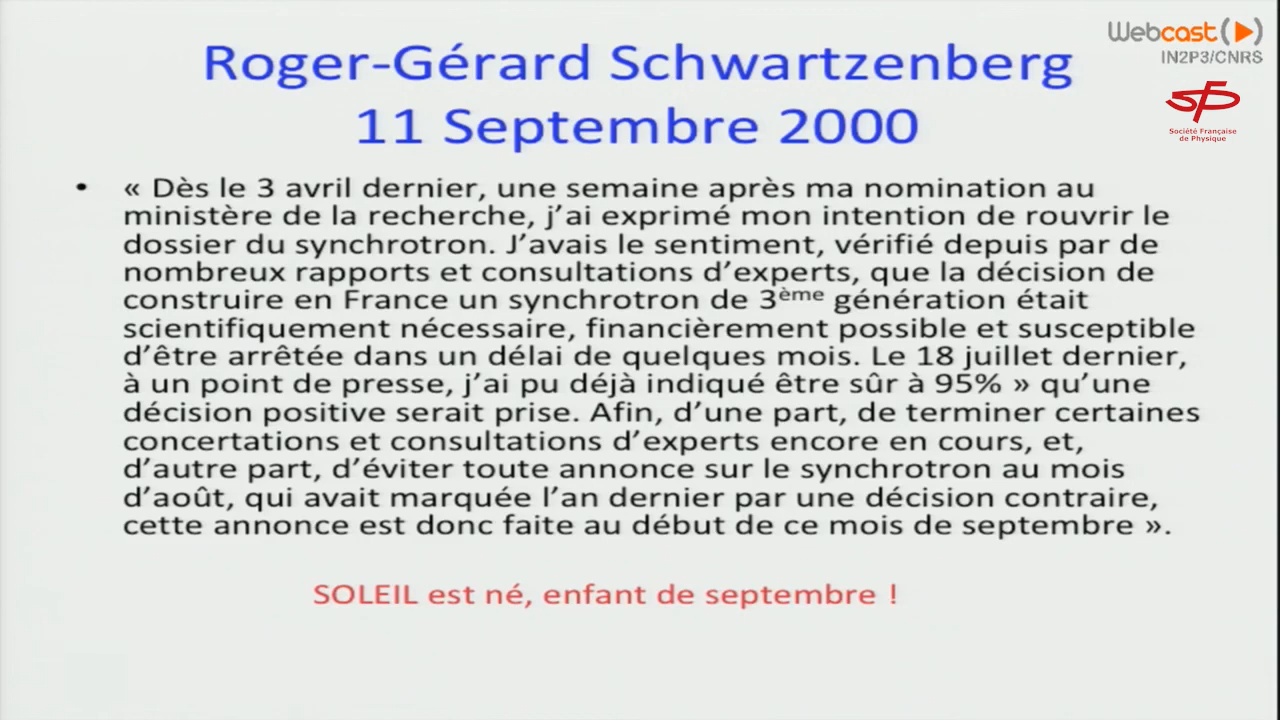 Webcast
IN2P3/CNRS
SFP
Société Française
de Physique
Roger-Gérard Schwartzenberg
11 Septembre 2000
• « Dès le 3 avril dernier, une semaine après ma nomination au
ministère de la recherche, j’ai exprimé mon intention de rouvrir le
dossier du synchrotron. J’avais le sentiment, vérifié depuis par de
nombreux rapports et consultations d’experts, que la décision de
construire en France un synchrotron de 3ème génération était
scientifiquement nécessaire, financièrement possible et susceptible
d’être arrêtée dans un délai de quelques mois. Le 18 juillet dernier,
à un point de presse, j’ai pu déjà indiqué être sûr à 95% » qu’une
décision positive serait prise. Afin, d’une part, de terminer certaines
concertations et consultations d’experts encore en cours, et,
d’autre part, d’éviter toute annonce sur le synchrotron au mois
d’août, qui avait marquée l’an dernier par une décision contraire,
cette annonce est donc faite au début de ce mois de septembre ».
SOLEIL est né, enfant de septembre !